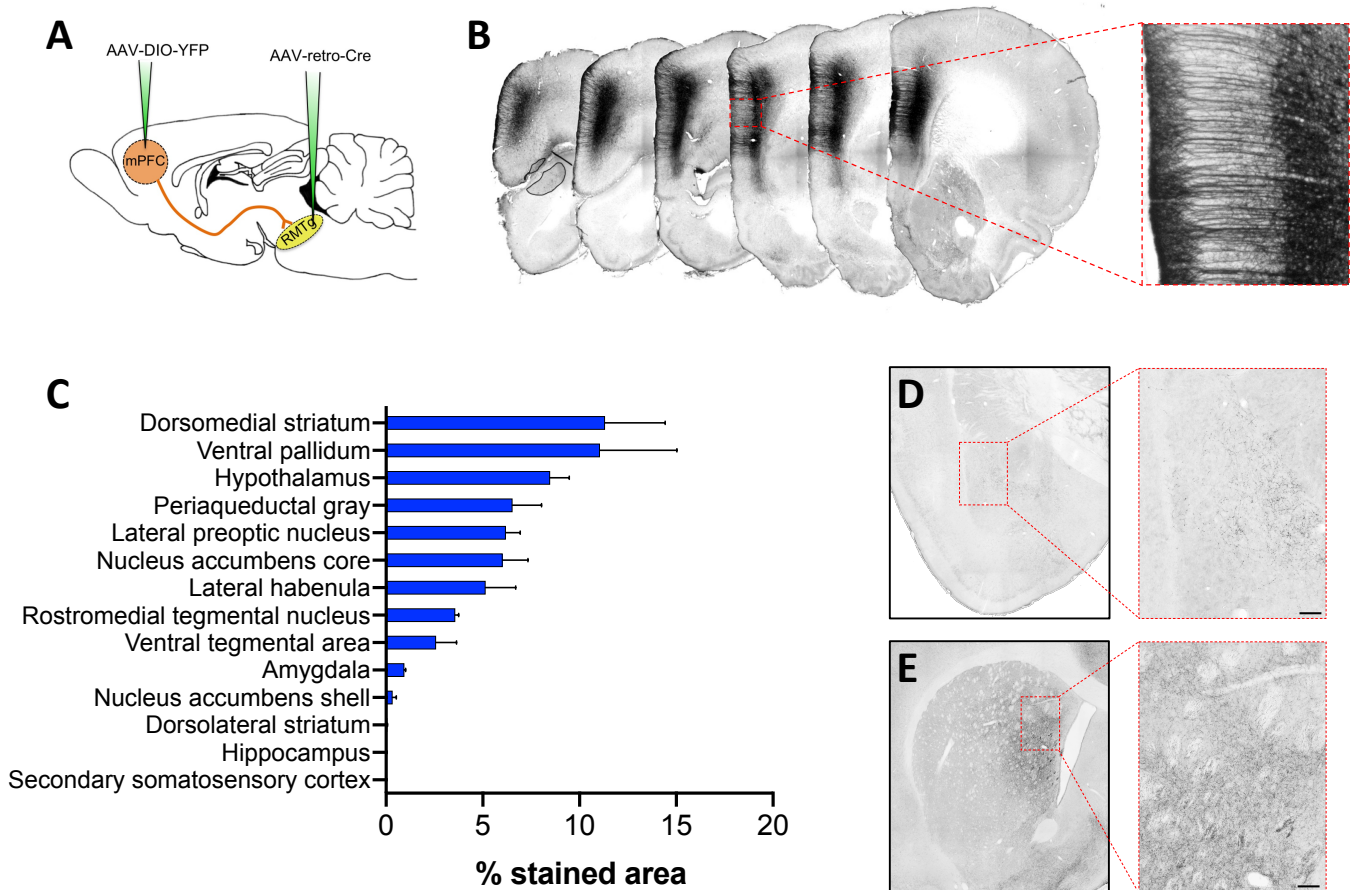 A
AAV-DIO-YFP
AAV-retro-Cre
mPFC
RMTg
B
C
Dorsomedial striatum
Ventral pallidum
Hypothalamus
Periaqueductal gray
Lateral preoptic nucleus
Nucleus accumbens core
Lateral habenula
Rostromedial tegmental nucleus
Ventral tegmental area
Amygdala
Nucleus accumbens shell
Dorsolateral striatum
Hippocampus
Secondary somatosensory cortex
0 5 10 15 20
% stained area
D
E